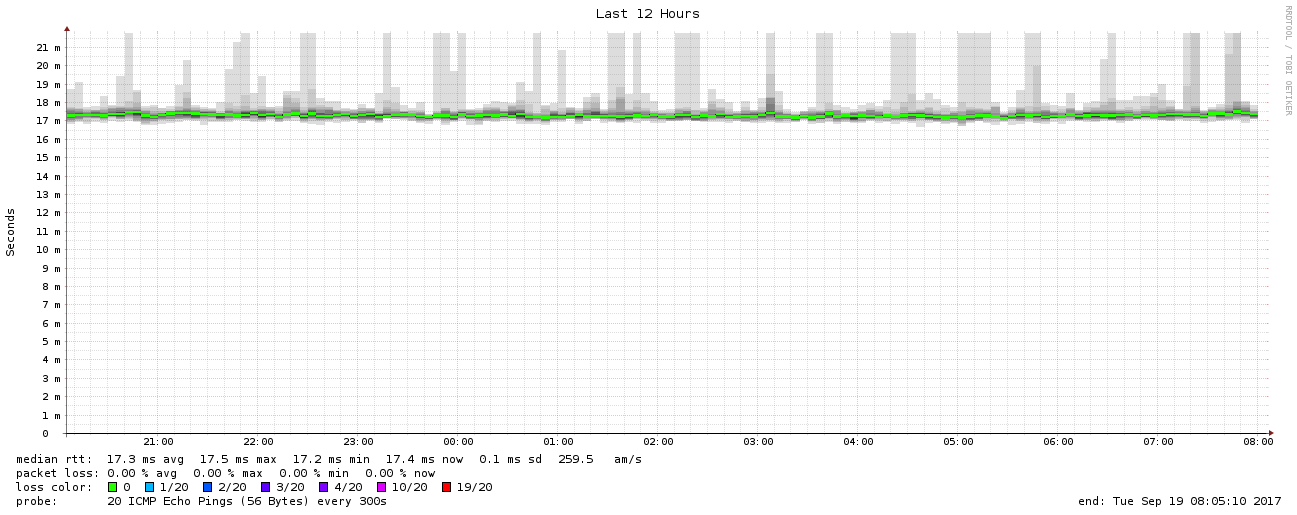 Last 12 Hours
RRDTOOL / TOBI OETIKER
Seconds
21 m
20 m
19 m
18 m
17 m
16 m
15 m
14 m
13 m
12 m
11 m
10 m
9 m
8 m
7 m
6 m
5 m
4 m
3 m
2 m
1 m
0
21:00 22:00 23:00 00:00 01:00 02:00 03:00 04:00 05:00 06:00 07:00 08:00
median rtt: 17.3 ms avg 17.5 ms max 17.2 ms min 17.4 ms now 0.1 ms sd 259.5 am/s
packet loss: 0.00 % avg 0.00 % max 0.00 % min 0.00 % now
loss color: 0 1/20 2/20 3/20 4/20 10/20 19/20
probe: 20 ICMP Echo Pings (56 Bytes) every 300s end: Tue Sep 19 08:05:10 2017